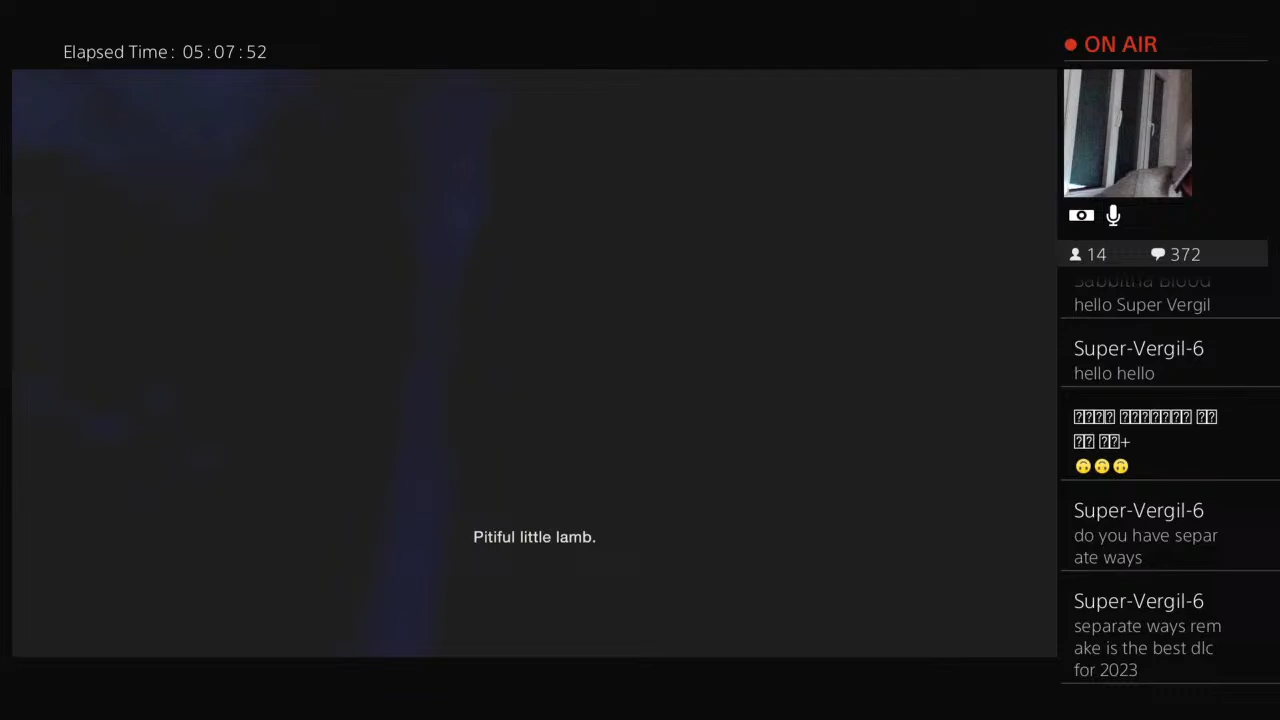 Elapsed Time: 05:07:52
ON AIR
14 372
Sabbitha Blood
hello Super Vergil
Super-Vergil-6
hello hello
🙃🙃🙃
Super-Vergil-6
do you have separ
ate ways
Super-Vergil-6
separate ways rem
ake is the best dlc
for 2023
Pitiful little lamb.